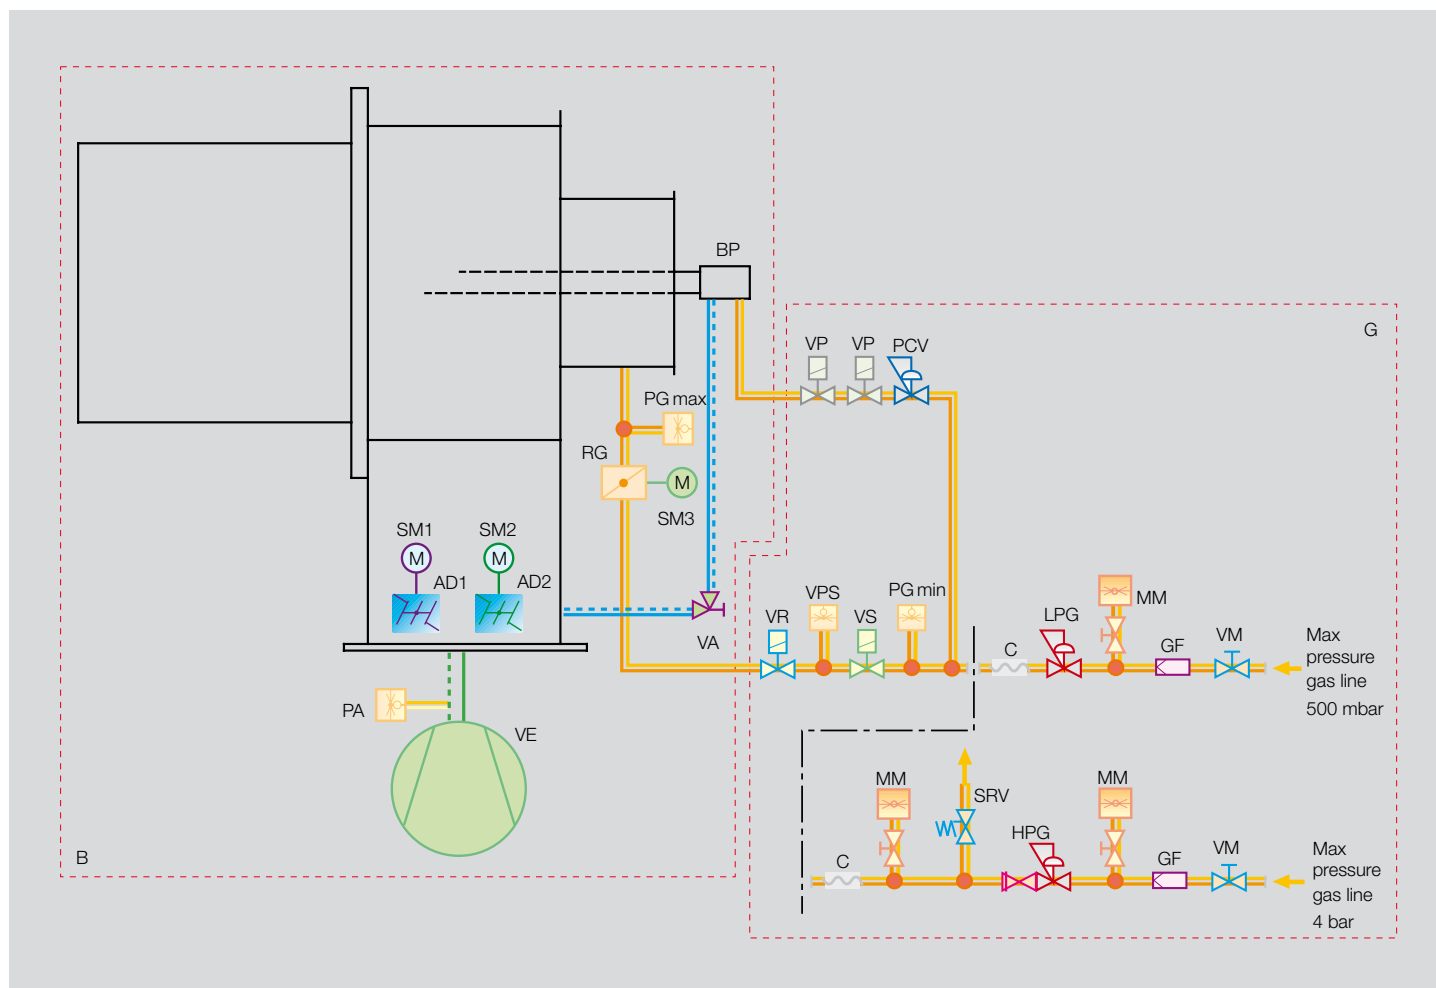 BP
G
VP
VP
PCV
PG max
RG
M
SM3
SM1
SM2
M
M
AD1
AD2
VA
VR
VPS
VS
PG min
C
LPG
MM
GF
VM
Max
pressure
gas line
500 mbar
PA
VE
B
MM
SRV
MM
HPG
C
GF
VM
Max
pressure
gas line
4 bar